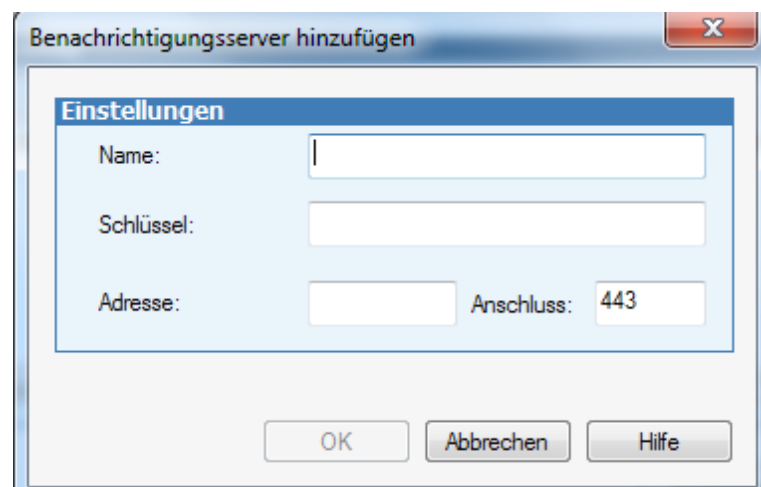 Benachrichtigungsserver hinzufügen
Einstellungen
Name:
Schlüssel:
Adresse: Anschluss: 443
OK Abbrechen Hilfe